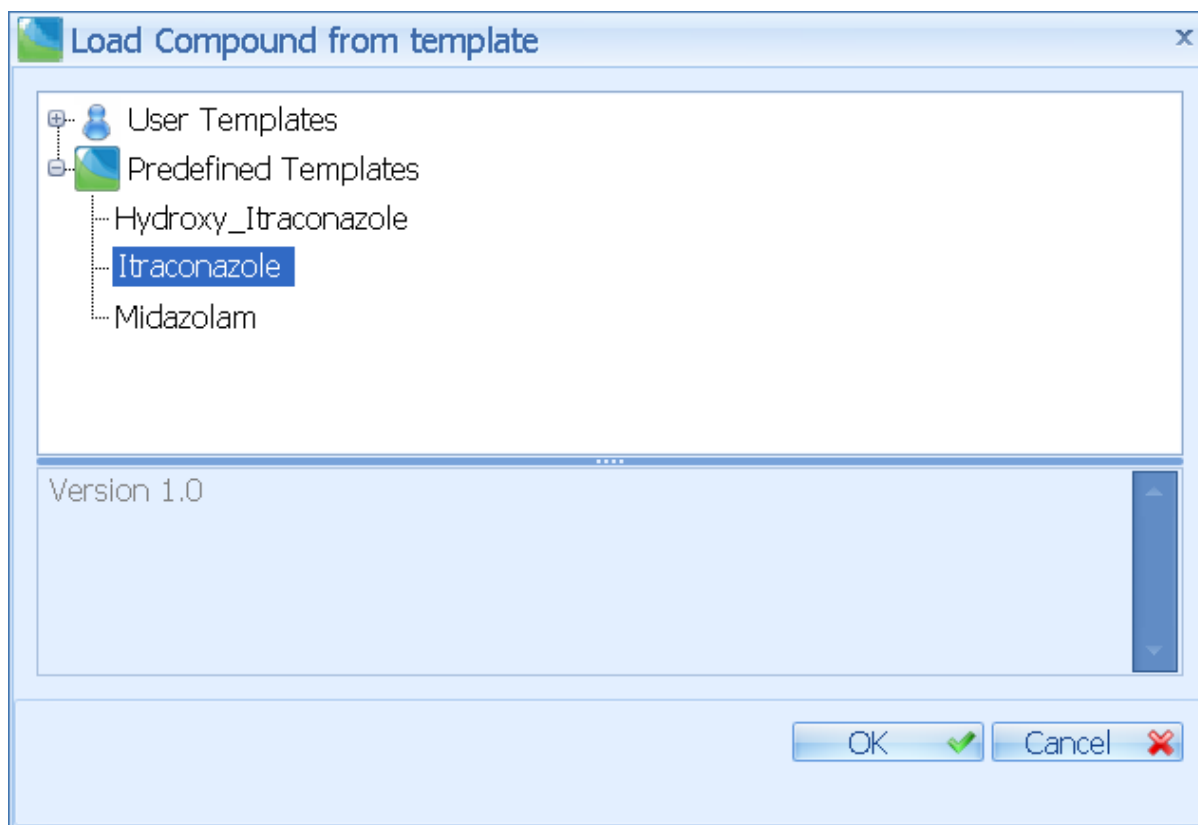 Load Compound from template
User Templates
Predefined Templates
Hydroxy_Itraconazole
Itraconazole
Midazolam
Version 1.0
OK Cancel